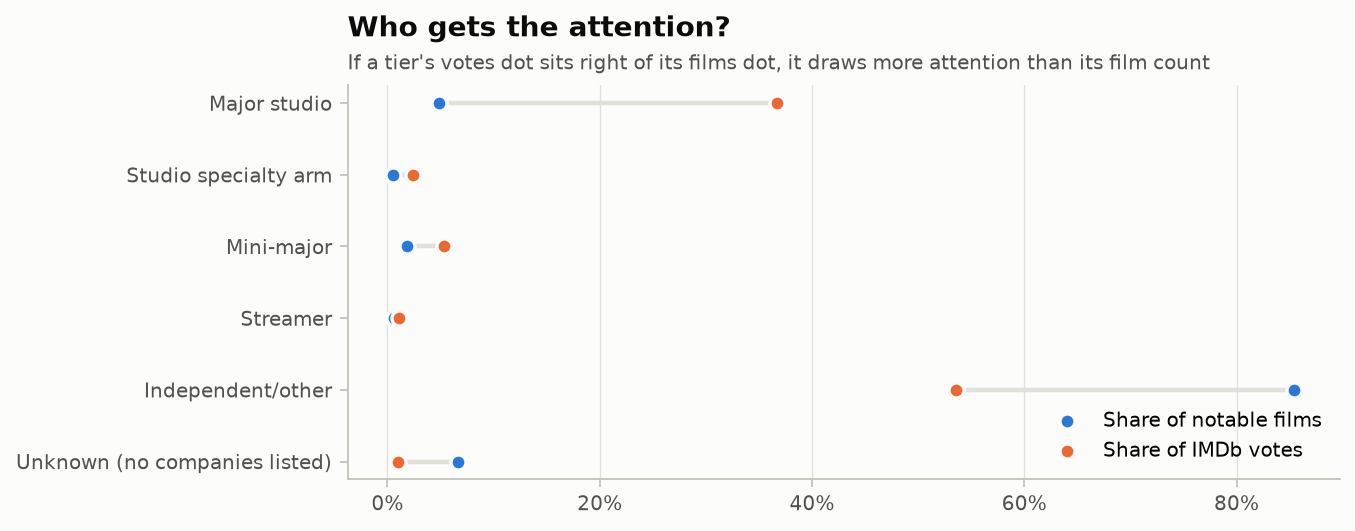 Who gets the attention?
If a tier's votes dot sits right of its films dot, it draws more attention than its film count
Major studio
Studio specialty arm
Mini-major
Streamer
Independent/other
Unknown (no companies listed)
Share of notable films
Share of IMDb votes
0% 20% 40% 60% 80%